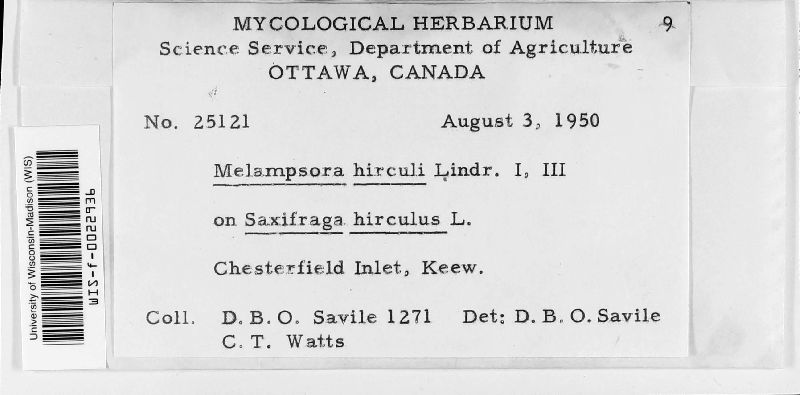 MYCOLOGICAL HERBARIUM 9
Science Service, Department of Agriculture
OTTAWA, CANADA
No. 25121 August 3, 1950
Melampsora hirculi Lindr. I, III
on Saxifraga hirculus L.
Chesterfield Inlet, Keew.
Coll. D. B. O. Savile 1271 Det: D. B. O. Savile
C. T. Watts
University of Wisconsin-Madison (WIS)
WIS-f-0022936